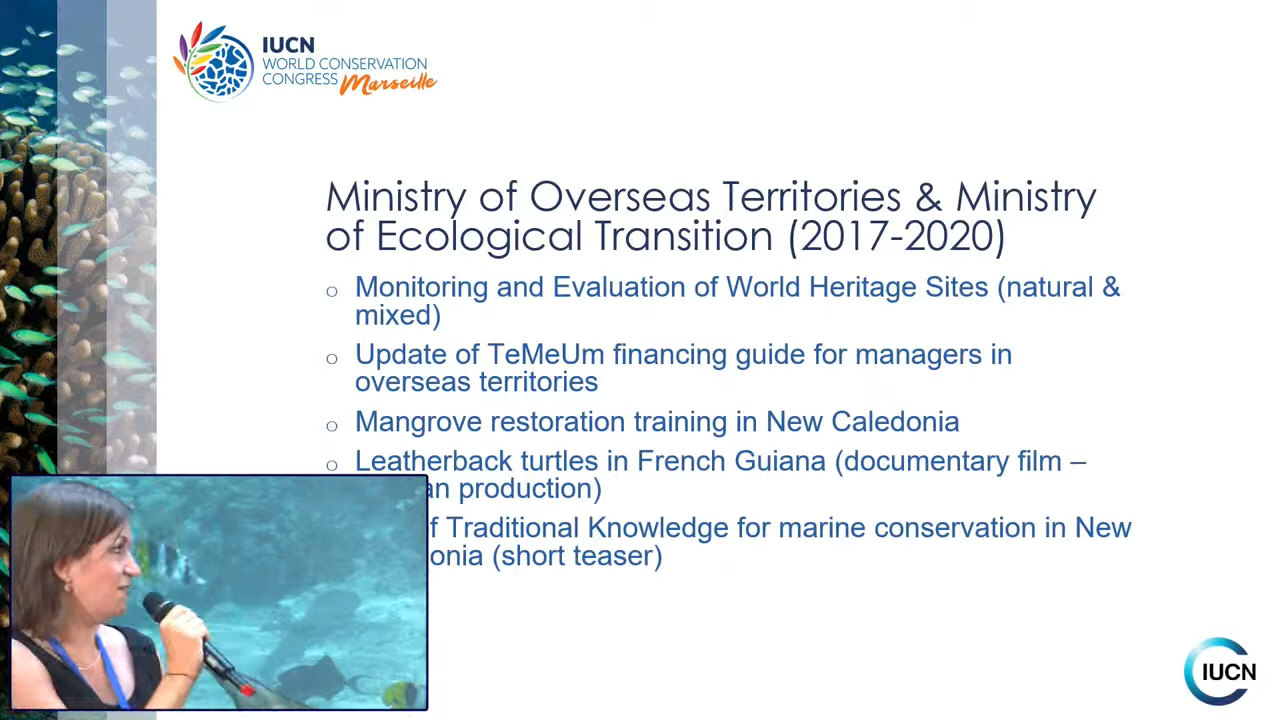 IUCN
WORLD CONSERVATION
CONGRESS Marseille
Ministry of Overseas Territories & Ministry
of Ecological Transition (2017-2020)
o Monitoring and Evaluation of World Heritage Sites (natural &
mixed)
o Update of TeMeUm financing guide for managers in
overseas territories
o Mangrove restoration training in New Caledonia
o Leatherback turtles in French Guiana (documentary film –
an production)
f Traditional Knowledge for marine conservation in New
onia (short teaser)
IUCN